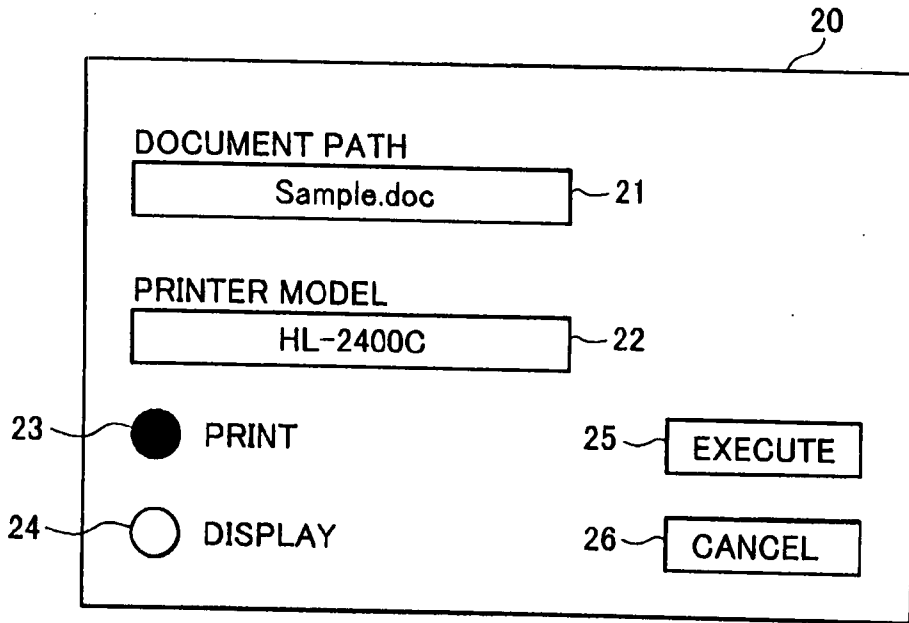 20
DOCUMENT PATH
Sample.doc 21
PRINTER MODEL
HL-2400C 22
23 PRINT 25 EXECUTE
24 DISPLAY 26 CANCEL